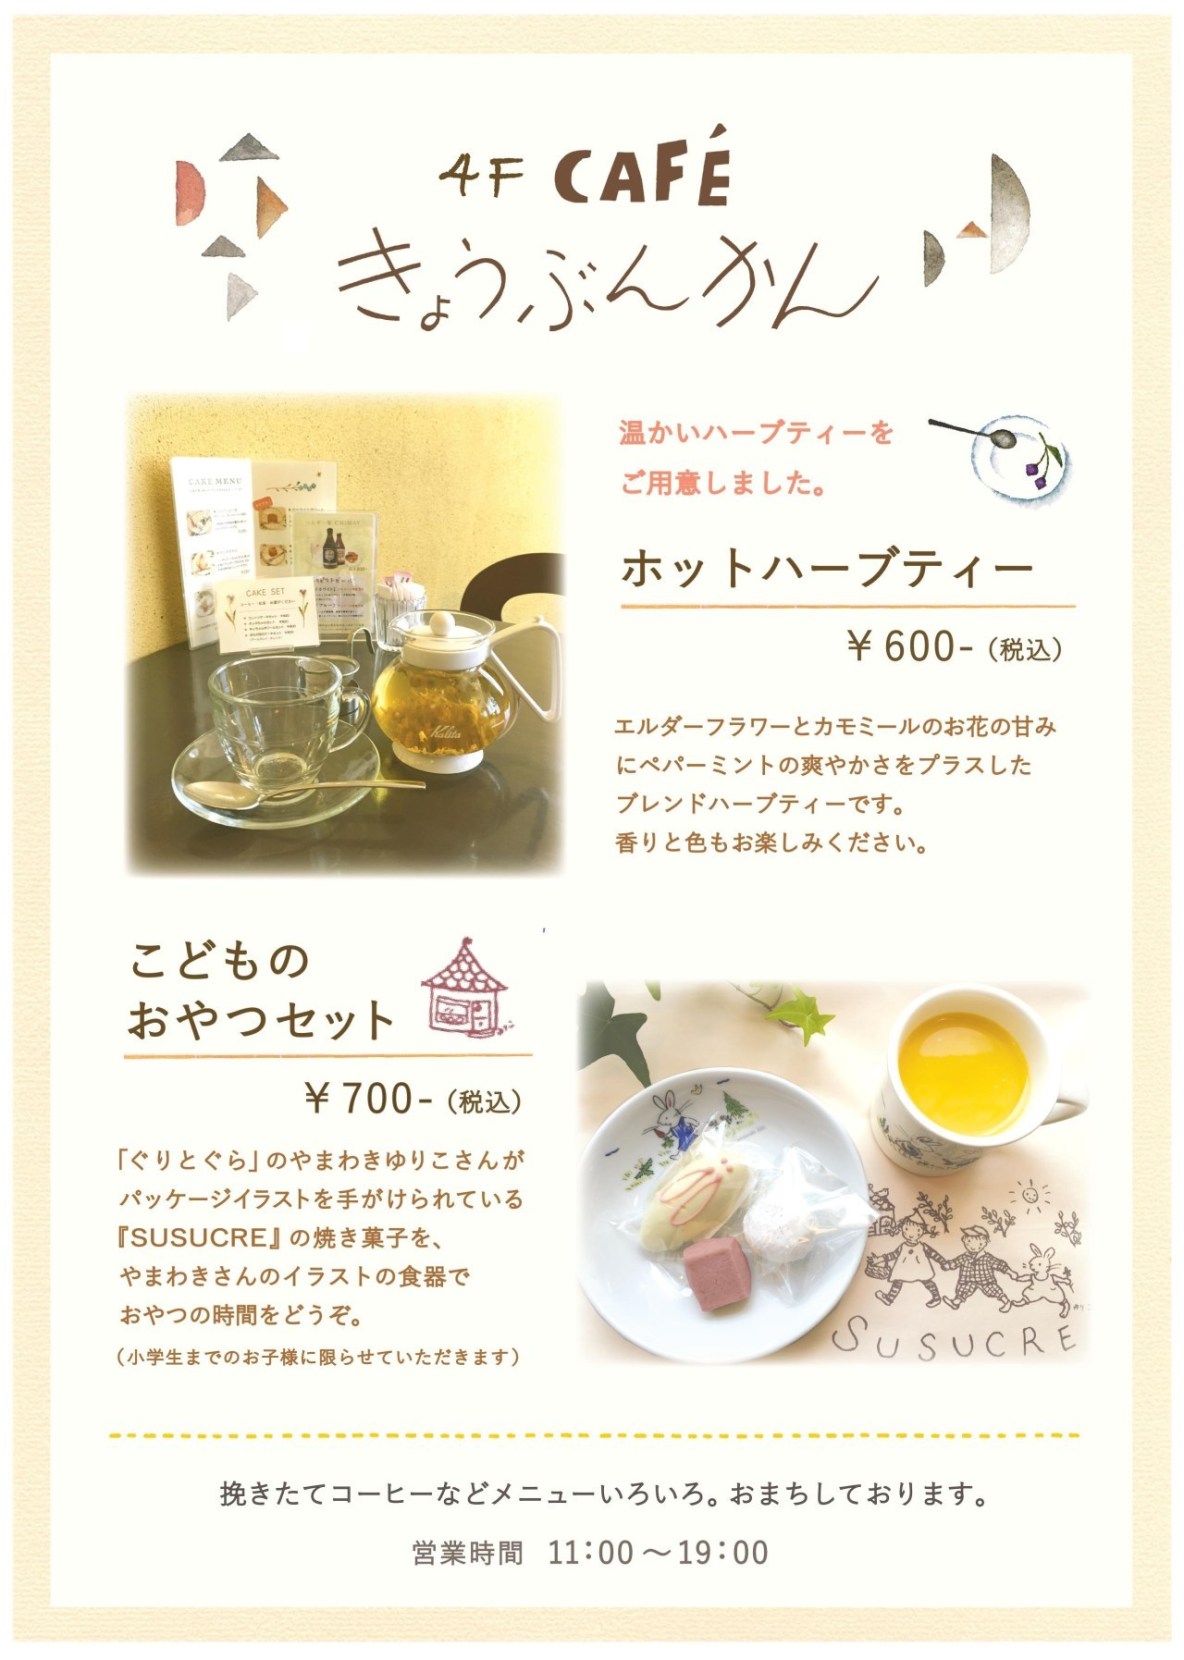 4F CAFÉ
きょうぶんかん
温かいハーブティーを
ご用意しました。
ホットハーブティー
￥600-（税込）
エルダーフラワーとカモミールのお花の甘み
にペパーミントの爽やかさをプラスした
ブレンドハーブティーです。
香りと色もお楽しみください。
CAKE MENU
CAKE SET
Kalita
こどもの
おやつセット
￥700-（税込）
「ぐりとぐら」のやまわきゆりこさんが
パッケージイラストを手がけられている
『SUSUCRE』の焼き菓子を、
やまわきさんのイラストの食器で
おやつの時間をどうぞ。
（小学生までのお子様に限らせていただきます）
SUSUCRE
挽きたてコーヒーなどメニューいろいろ。おまちしております。
営業時間 11：00～19：00